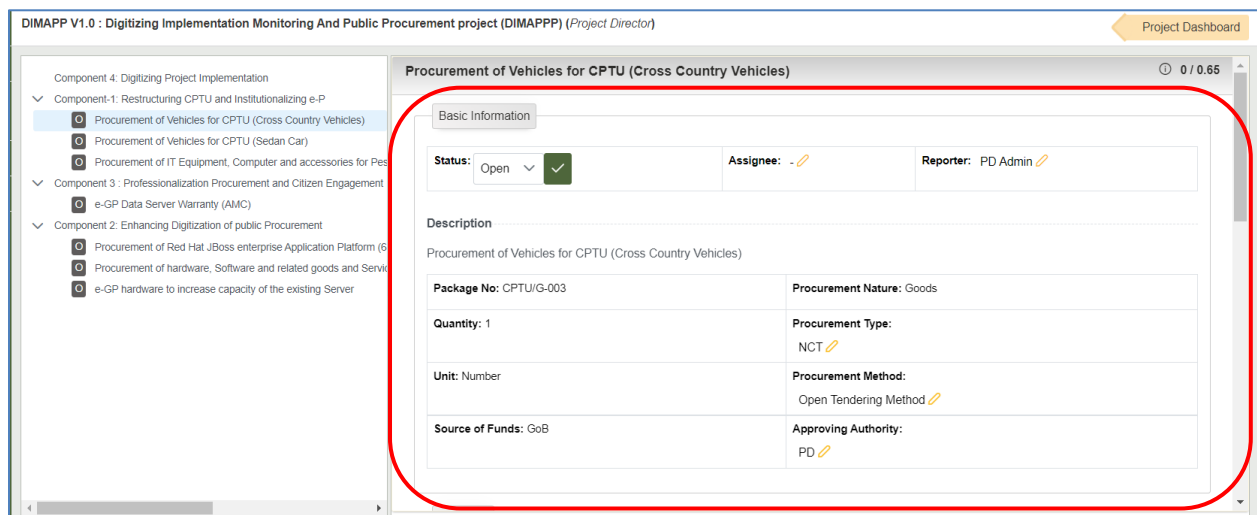 DIMAPP V1.0 : Digitizing Implementation Monitoring And Public Procurement project (DIMAPPP) (Project Director)
Project Dashboard
Component 4: Digitizing Project Implementation
Component-1: Restructuring CPTU and Institutionalizing e-P
O Procurement of Vehicles for CPTU (Cross Country Vehicles)
O Procurement of Vehicles for CPTU (Sedan Car)
O Procurement of IT Equipment, Computer and accessories for Pes
Component 3 : Professionalization Procurement and Citizen Engagement
O e-GP Data Server Warranty (AMC)
Component 2: Enhancing Digitization of public Procurement
O Procurement of Red Hat JBoss enterprise Application Platform (6
O Procurement of hardware, Software and related goods and Servic
O e-GP hardware to increase capacity of the existing Server
Procurement of Vehicles for CPTU (Cross Country Vehicles)
0 / 0.65
Basic Information
Status: Open
Assignee: -
Reporter: PD Admin
Description
Procurement of Vehicles for CPTU (Cross Country Vehicles)
Package No: CPTU/G-003
Procurement Nature: Goods
Quantity: 1
Procurement Type:
NCT
Unit: Number
Procurement Method:
Open Tendering Method
Source of Funds: GoB
Approving Authority:
PD